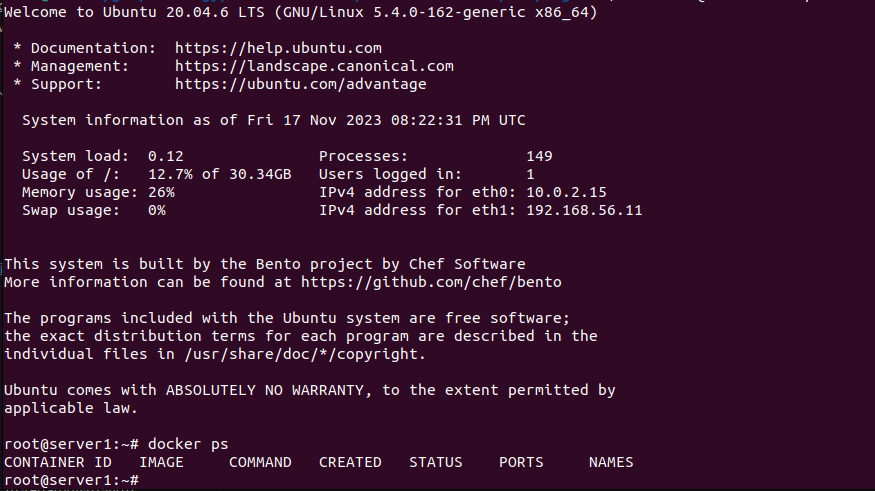 Welcome to Ubuntu 20.04.6 LTS (GNU/Linux 5.4.0-162-generic x86_64)
* Documentation:  https://help.ubuntu.com
* Management:     https://landscape.canonical.com
* Support:        https://ubuntu.com/advantage
System information as of Fri 17 Nov 2023 08:22:31 PM UTC
System load:  0.12               Processes:             149
Usage of /:   12.7% of 30.34GB   Users logged in:       1
Memory usage: 26%                IPv4 address for eth0: 10.0.2.15
Swap usage:   0%                 IPv4 address for eth1: 192.168.56.11
This system is built by the Bento project by Chef Software
More information can be found at https://github.com/chef/bento
The programs included with the Ubuntu system are free software;
the exact distribution terms for each program are described in the
individual files in /usr/share/doc/*/copyright.
Ubuntu comes with ABSOLUTELY NO WARRANTY, to the extent permitted by
applicable law.
root@server1:~# docker ps
CONTAINER ID   IMAGE     COMMAND   CREATED   STATUS    PORTS     NAMES
root@server1:~#